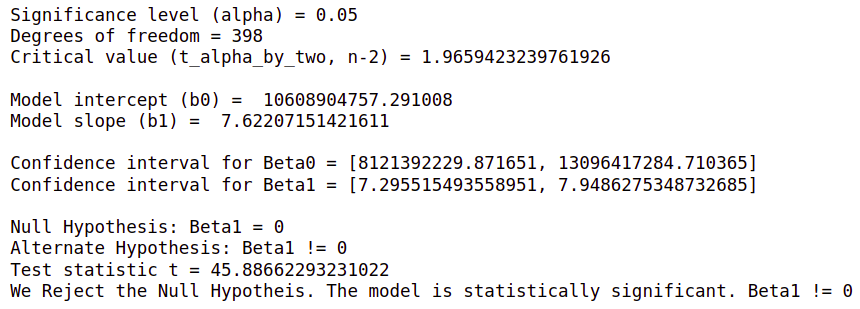 Significance level (alpha) = 0.05
Degrees of freedom = 398
Critical value (t_alpha_by_two, n-2) = 1.9659423239761926
Model intercept (b0) =  10608904757.291008
Model slope (b1) =  7.62207151421611
Confidence interval for Beta0 = [8121392229.871651, 13096417284.710365]
Confidence interval for Beta1 = [7.295515493558951, 7.9486275348732685]
Null Hypothesis: Beta1 = 0
Alternate Hypothesis: Beta1 != 0
Test statistic t = 45.88662293231022
We Reject the Null Hypotheis. The model is statistically significant. Beta1 != 0